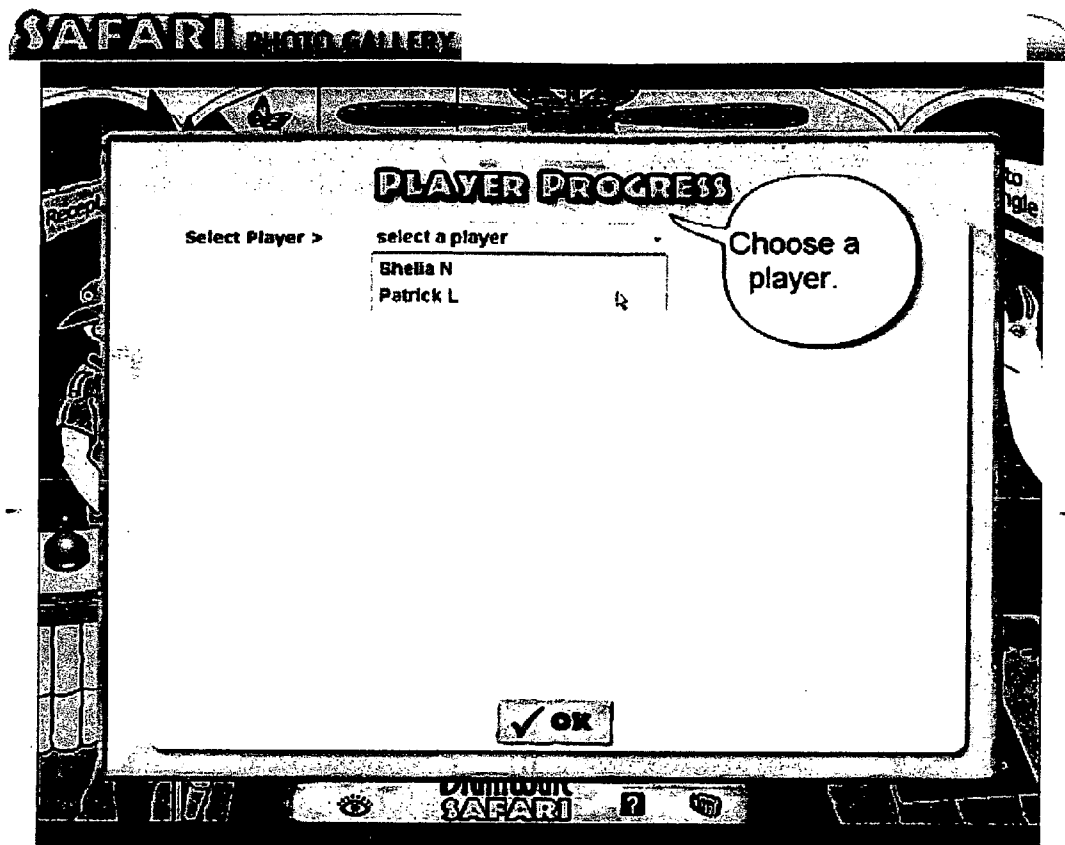 SAFARI PHOTO GALLERY
PLAYER PROGRESS
Select Player >
select a player
Shelia N
Patrick L
Choose a
player.
OK
SAFARI
?